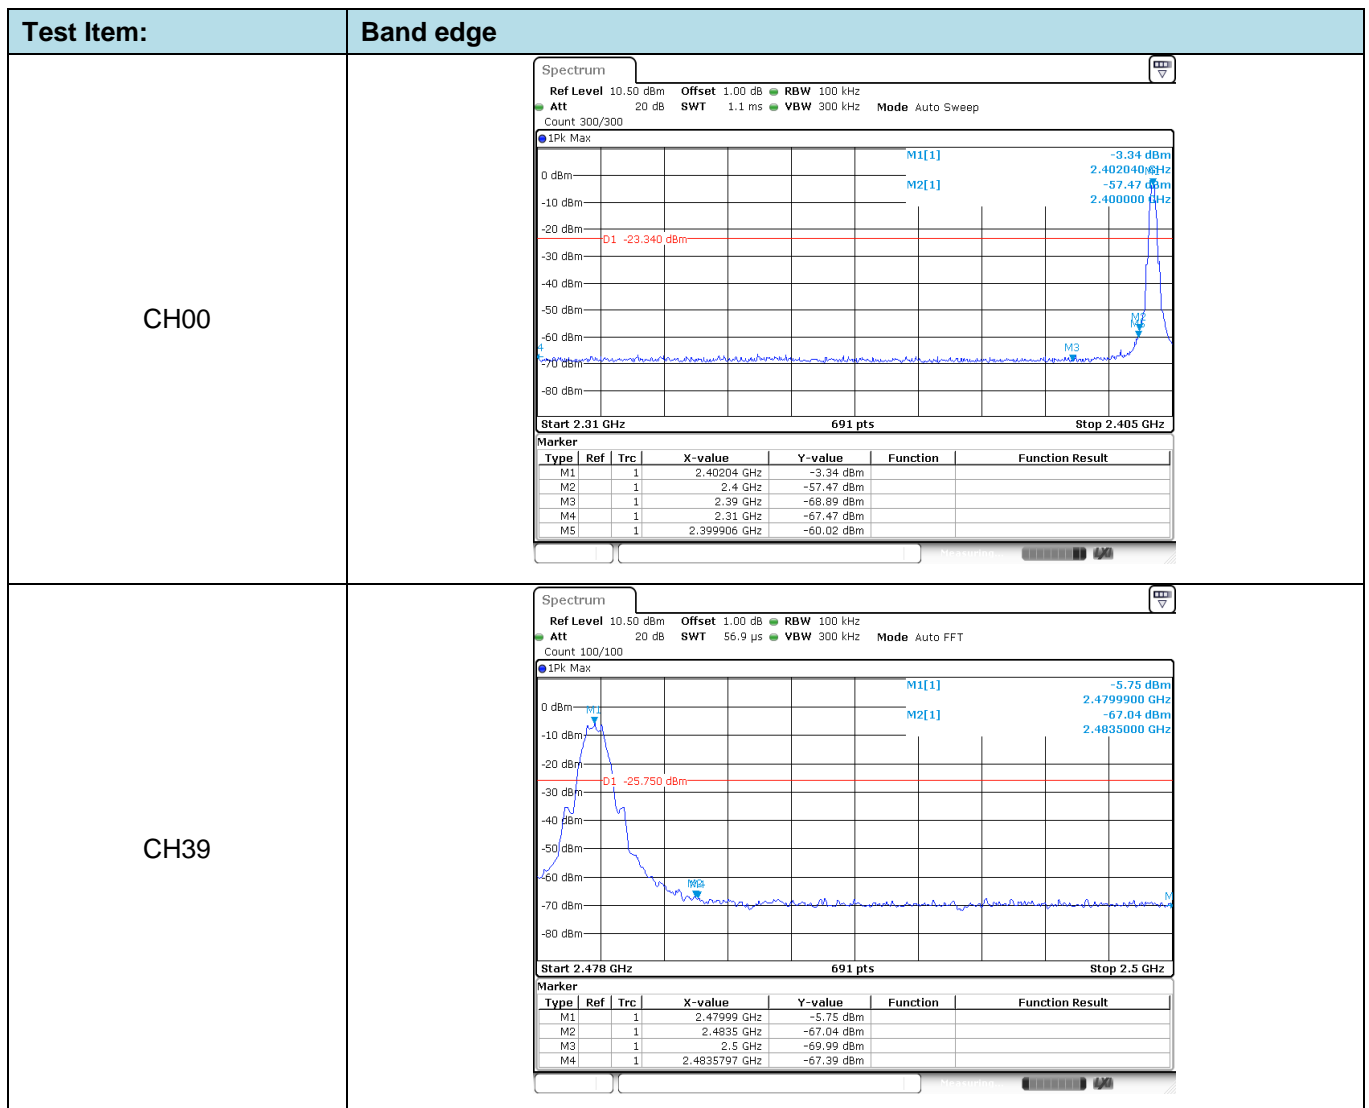 Test Item: Band edge
CH00
Spectrum
Ref Level 10.50 dBm Offset 1.00 dB RBW 100 kHz
Att 20 dB SWT 1.1 ms VBW 300 kHz Mode Auto Sweep
Count 300/300
1Pk Max
M1[1] -3.34 dBm
2.402040 GHz
M2[1] -57.47 dBm
2.400000 GHz
M1
0 dBm
-10 dBm
-20 dBm
D1 -23.340 dBm
-30 dBm
-40 dBm
-50 dBm
M2
M5
-60 dBm
4
M3
-70 dBm
-80 dBm
Start 2.31 GHz 691 pts Stop 2.405 GHz
Marker
Type Ref Trc X-value Y-value Function Function Result
M1 1 2.40204 GHz -3.34 dBm
M2 1 2.4 GHz -57.47 dBm
M3 1 2.39 GHz -68.89 dBm
M4 1 2.31 GHz -67.47 dBm
M5 1 2.399906 GHz -60.02 dBm
Measuring...
CH39
Spectrum
Ref Level 10.50 dBm Offset 1.00 dB RBW 100 kHz
Att 20 dB SWT 56.9 µs VBW 300 kHz Mode Auto FFT
Count 100/100
1Pk Max
M1[1] -5.75 dBm
2.4799900 GHz
M2[1] -67.04 dBm
2.4835000 GHz
0 dBm
M1
-10 dBm
-20 dBm
D1 -25.750 dBm
-30 dBm
-40 dBm
-50 dBm
-60 dBm
M
-70 dBm
-80 dBm
Start 2.478 GHz 691 pts Stop 2.5 GHz
Marker
Type Ref Trc X-value Y-value Function Function Result
M1 1 2.47999 GHz -5.75 dBm
M2 1 2.4835 GHz -67.04 dBm
M3 1 2.5 GHz -69.99 dBm
M4 1 2.4835797 GHz -67.39 dBm
Measuring...